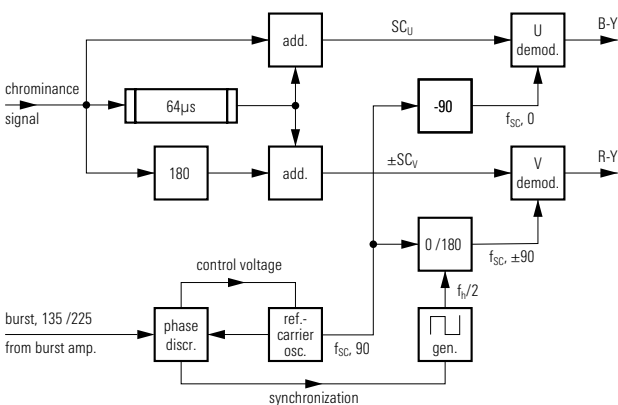 SC_U
B-Y
add.
U
demod.
chrominance
signal
64µs
-90
f_SC, 0
180
add.
±SC_V
V
demod.
R-Y
0 /180
f_SC, ±90
control voltage
f_h/2
burst, 135 /225
from burst amp.
phase
discr.
ref.-
carrier
osc.
f_SC, 90
gen.
synchronization